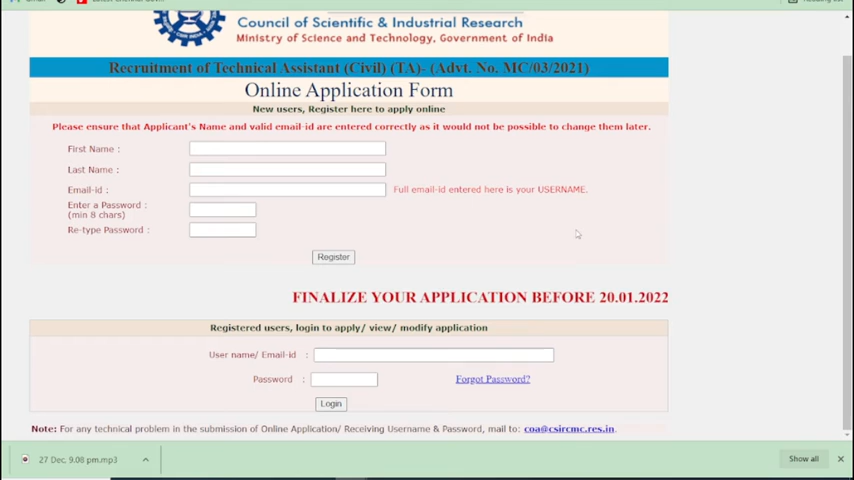 Council of Scientific & Industrial Research
Ministry of Science and Technology, Government of India
Recruitment of Technical Assistant (Civil) (TA)- (Advt. No. MC/03/2021)
Online Application Form
New users, Register here to apply online
Please ensure that Applicant's Name and valid email-id are entered correctly as it would not be possible to change them later.
First Name :
Last Name :
Email-id : Full email-id entered here is your USERNAME.
Enter a Password :
(min 8 chars)
Re-type Password :
Register
FINALIZE YOUR APPLICATION BEFORE 20.01.2022
Registered users, login to apply/ view/ modify application
User name/ Email-id :
Password : Forgot Password?
Login
Note: For any technical problem in the submission of Online Application/ Receiving Username & Password, mail to: coa@csircmc.res.in.
27 Dec, 9.08 pm.mp3 Show all